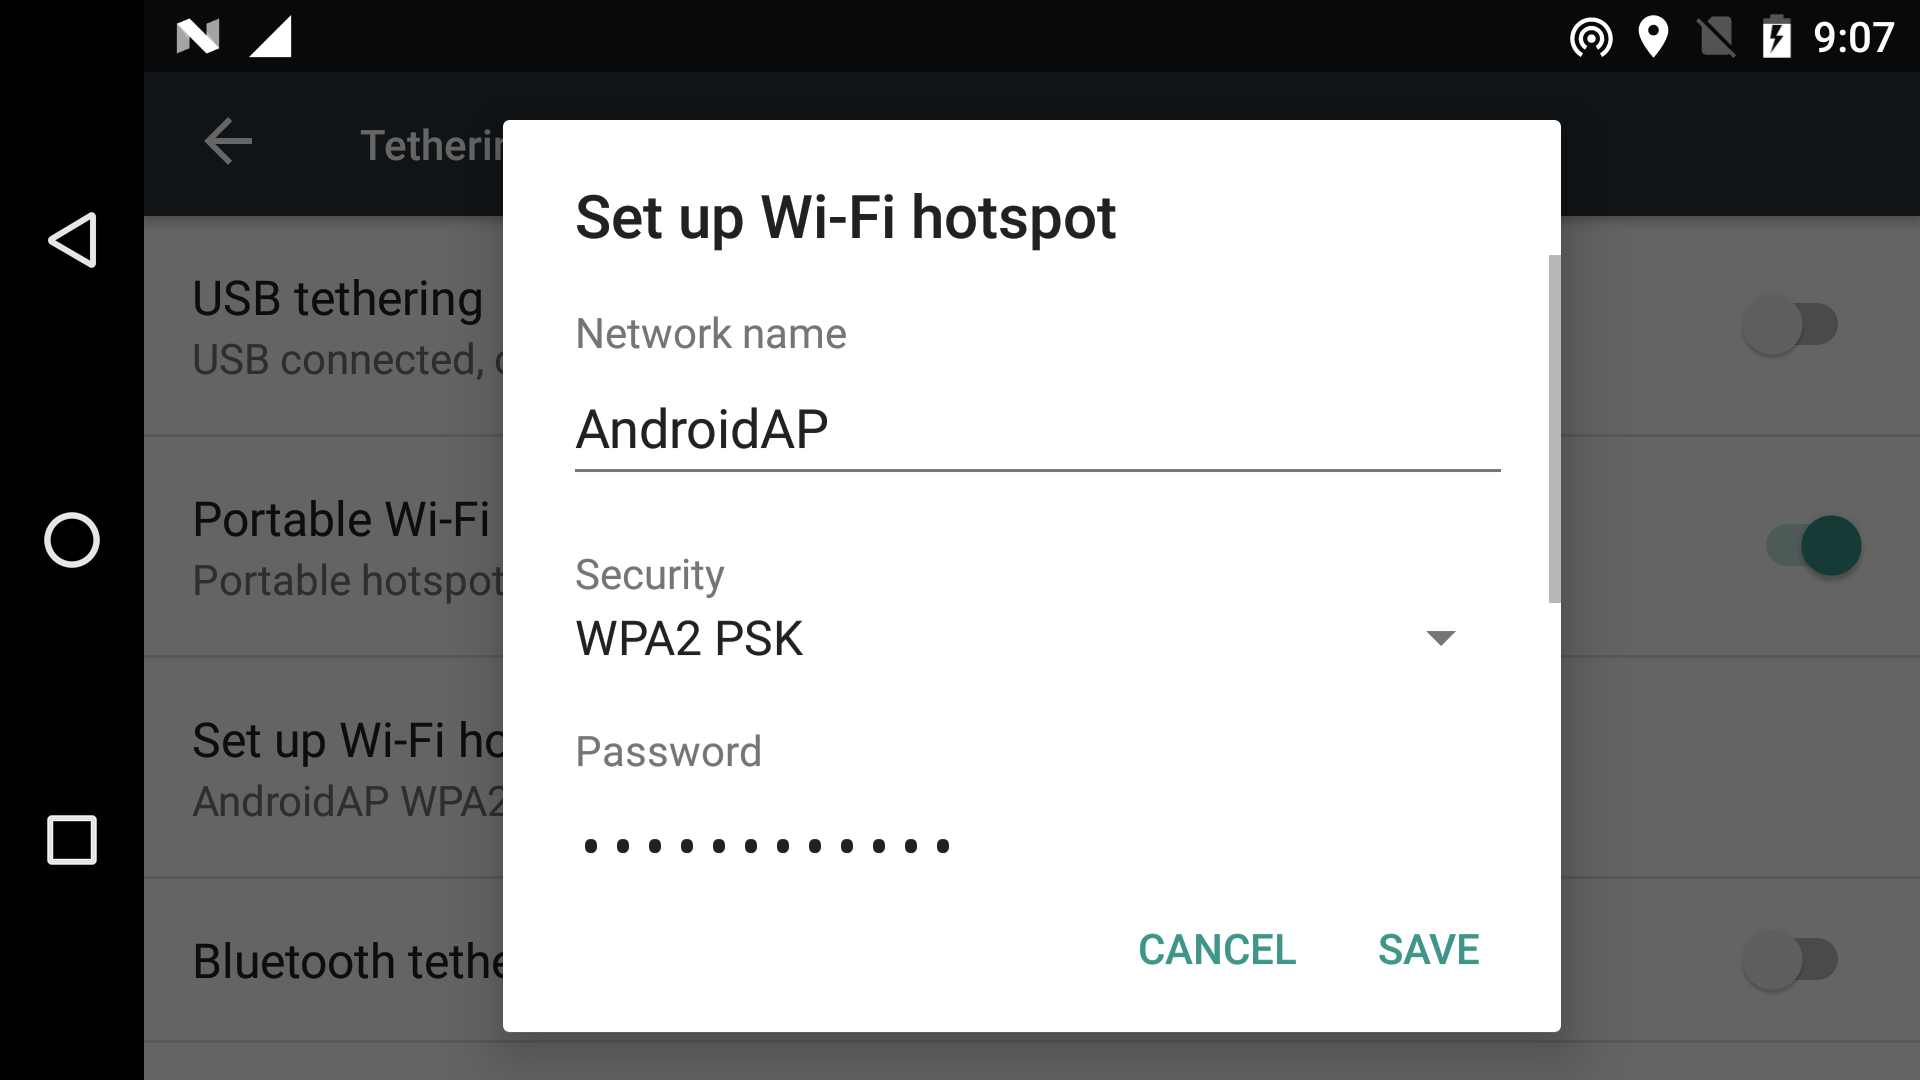 9:07
Tetherin
Set up Wi-Fi hotspot
USB tethering
USB connected, c
Network name
AndroidAP
Portable Wi-Fi
Portable hotspot
Security
WPA2 PSK
Set up Wi-Fi ho
AndroidAP WPA2
Password
••••••••••••
Bluetooth tethe
CANCEL SAVE